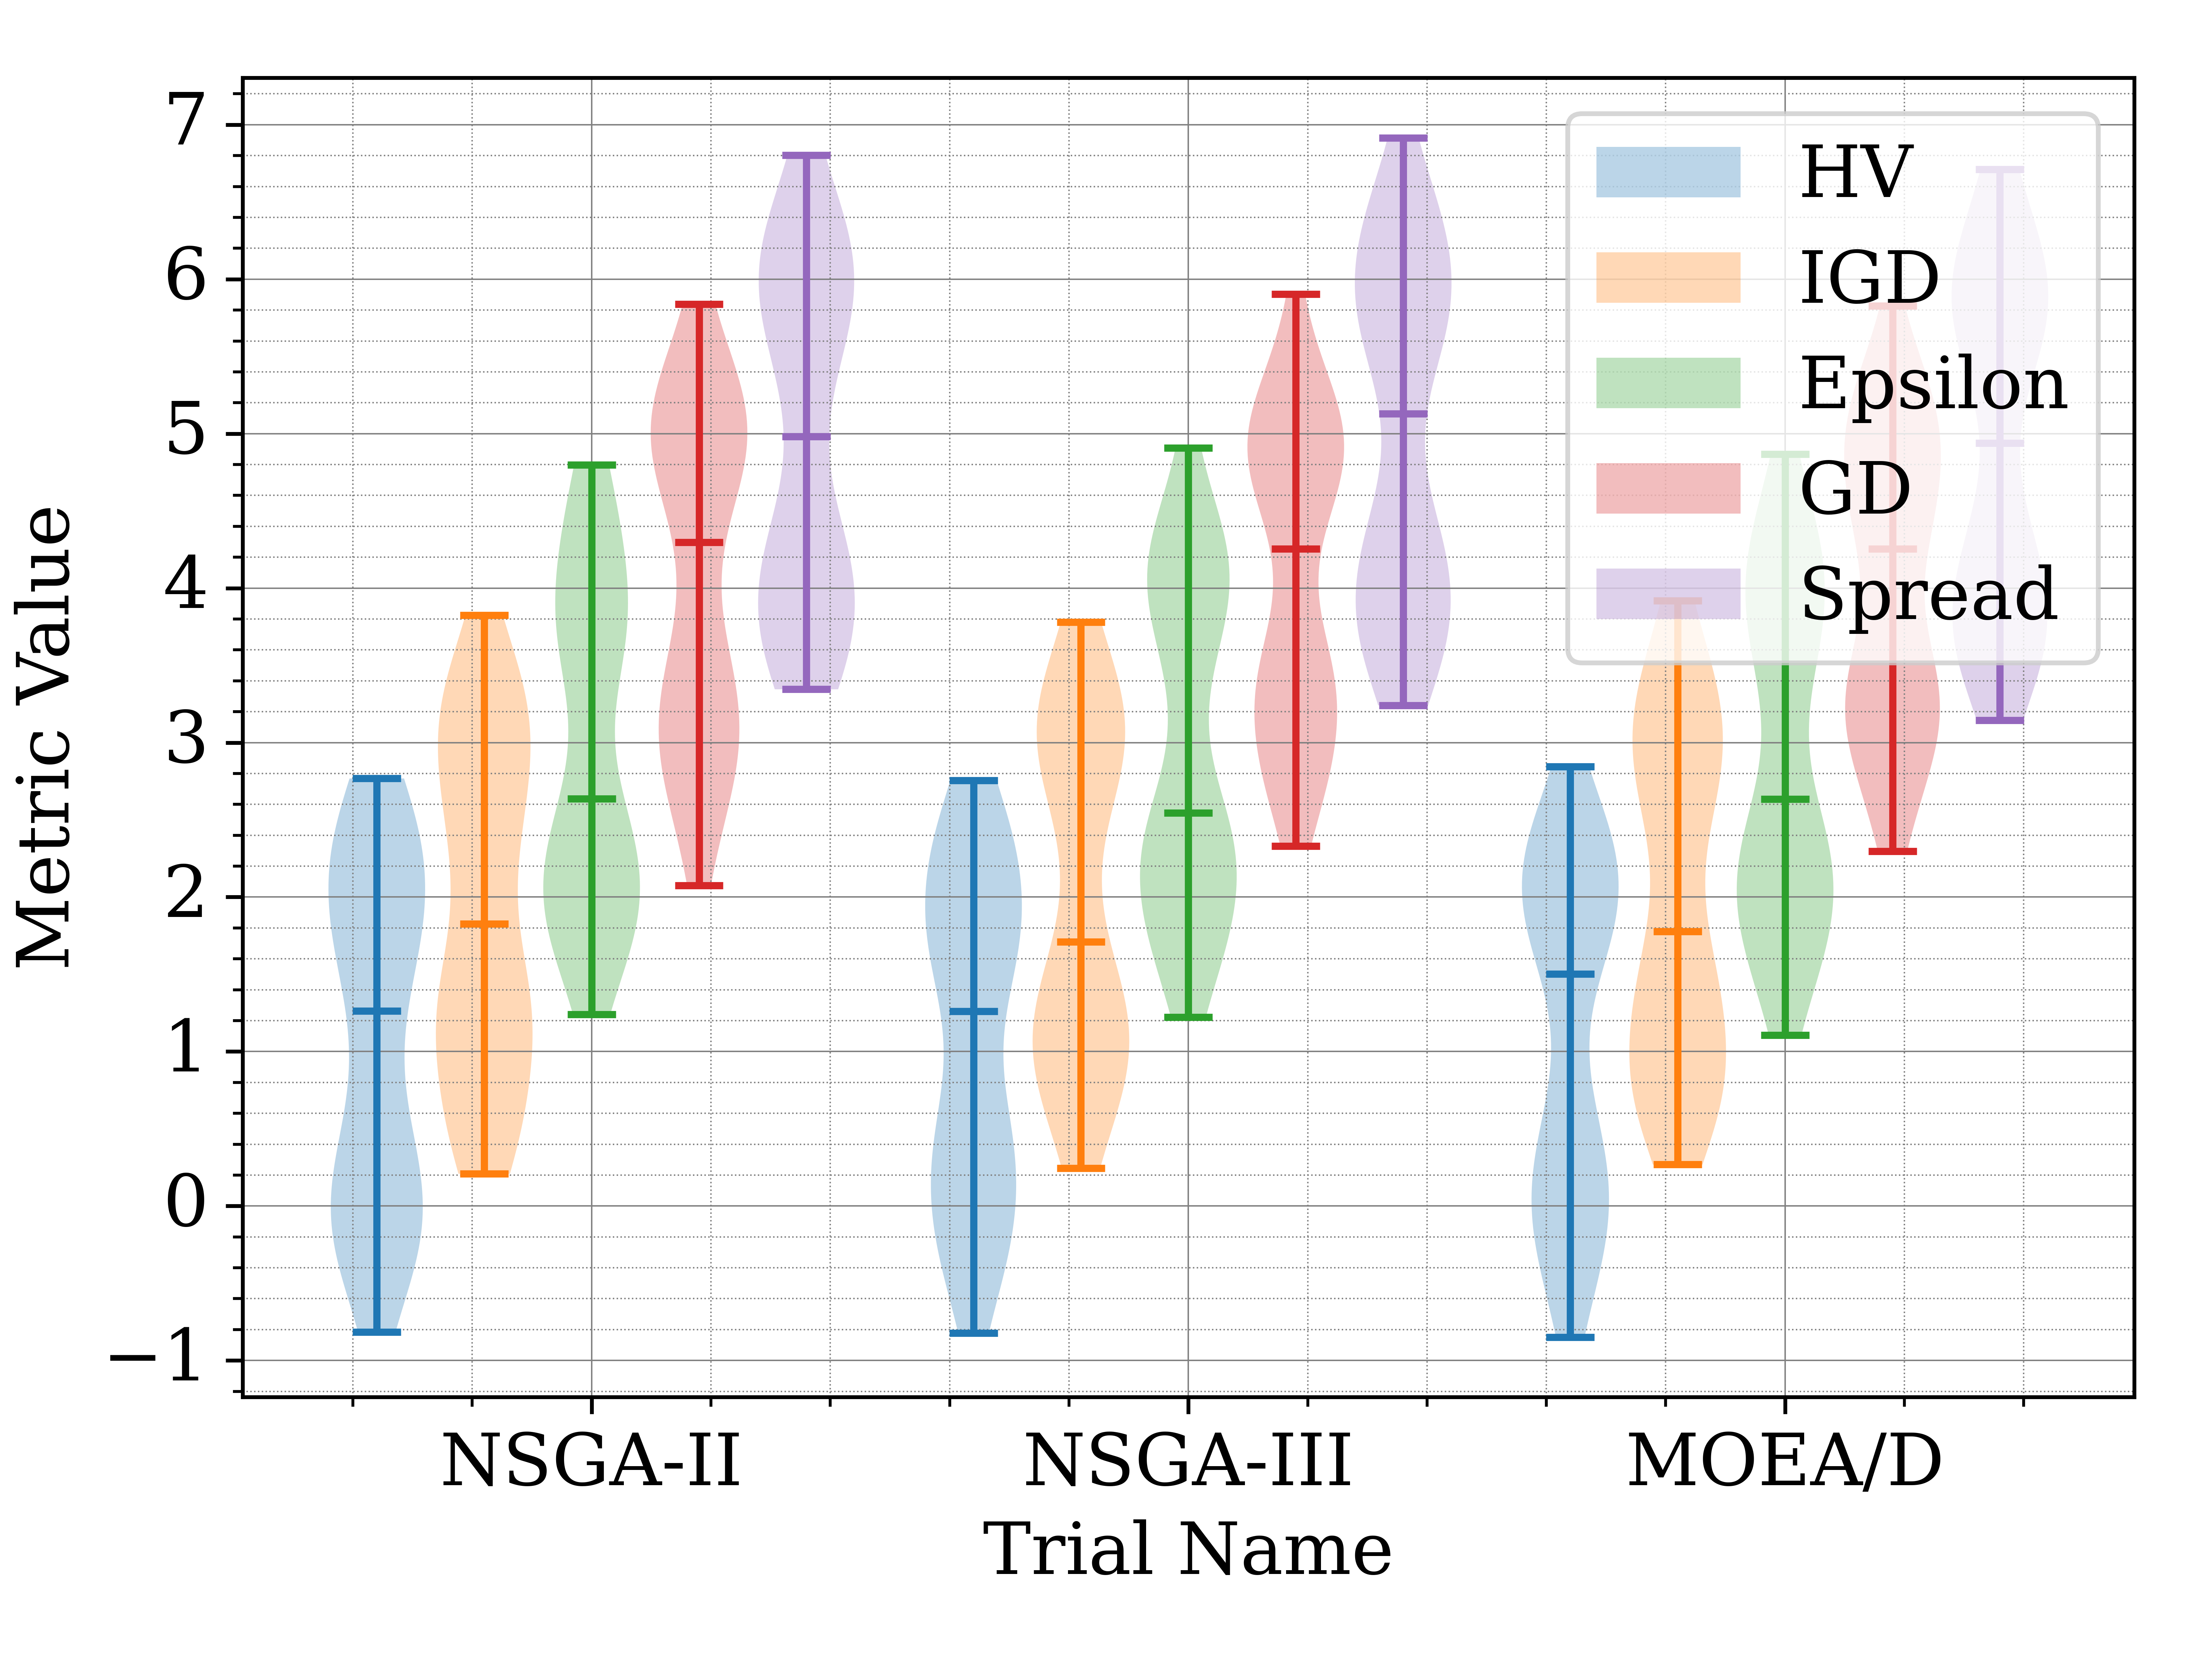 7
6
5
4
3
2
1
0
−1
Metric Value
HV
IGD
Epsilon
GD
Spread
NSGA-II
NSGA-III
MOEA/D
Trial Name